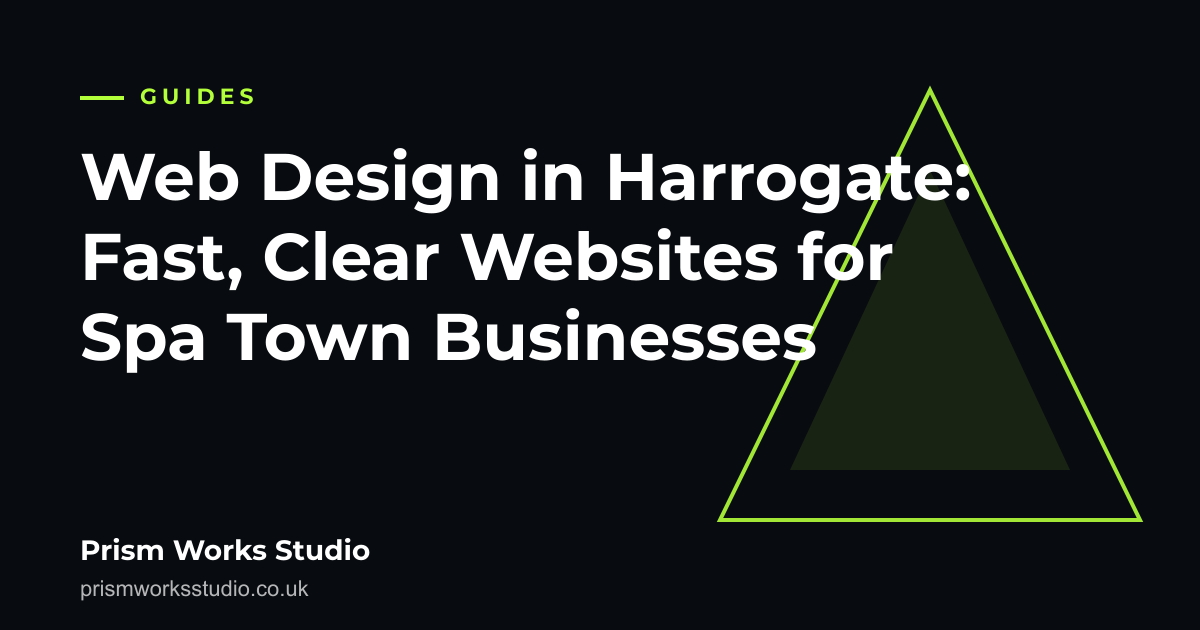 GUIDES
Web Design in Harrogate:
Fast, Clear Websites for
Spa Town Businesses
Prism Works Studio
prismworksstudio.co.uk